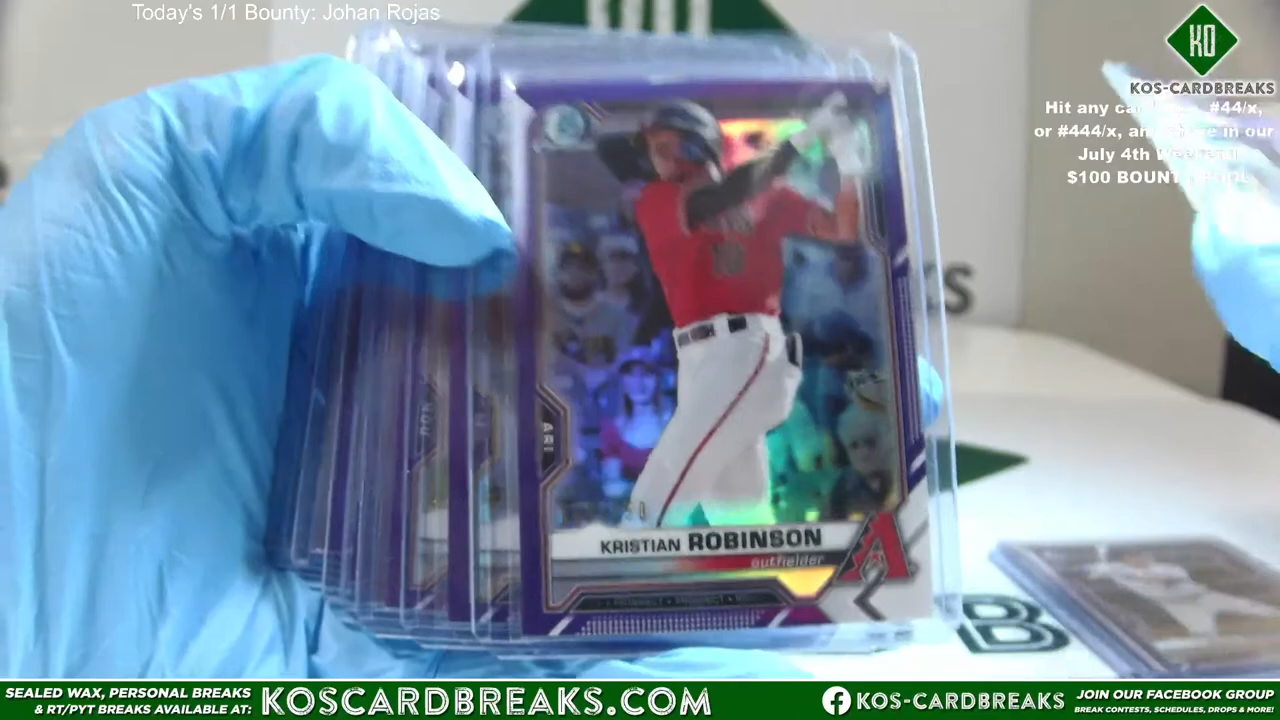 Today's 1/1 Bounty: Johan Rojas
KO
KOS-CARDBREAKS
Hit any #44/x,
or #444/x, in our
July 4th Weekend
$100 BOUNTY POOL
ARI
KRISTIAN ROBINSON
outfielder
B
SEALED WAX, PERSONAL BREAKS
& RT/PYT BREAKS AVAILABLE AT:
KOSCARDBREAKS.COM
KOS-CARDBREAKS
JOIN OUR FACEBOOK GROUP
BREAK CONTESTS, SCHEDULES, DROPS & MORE!